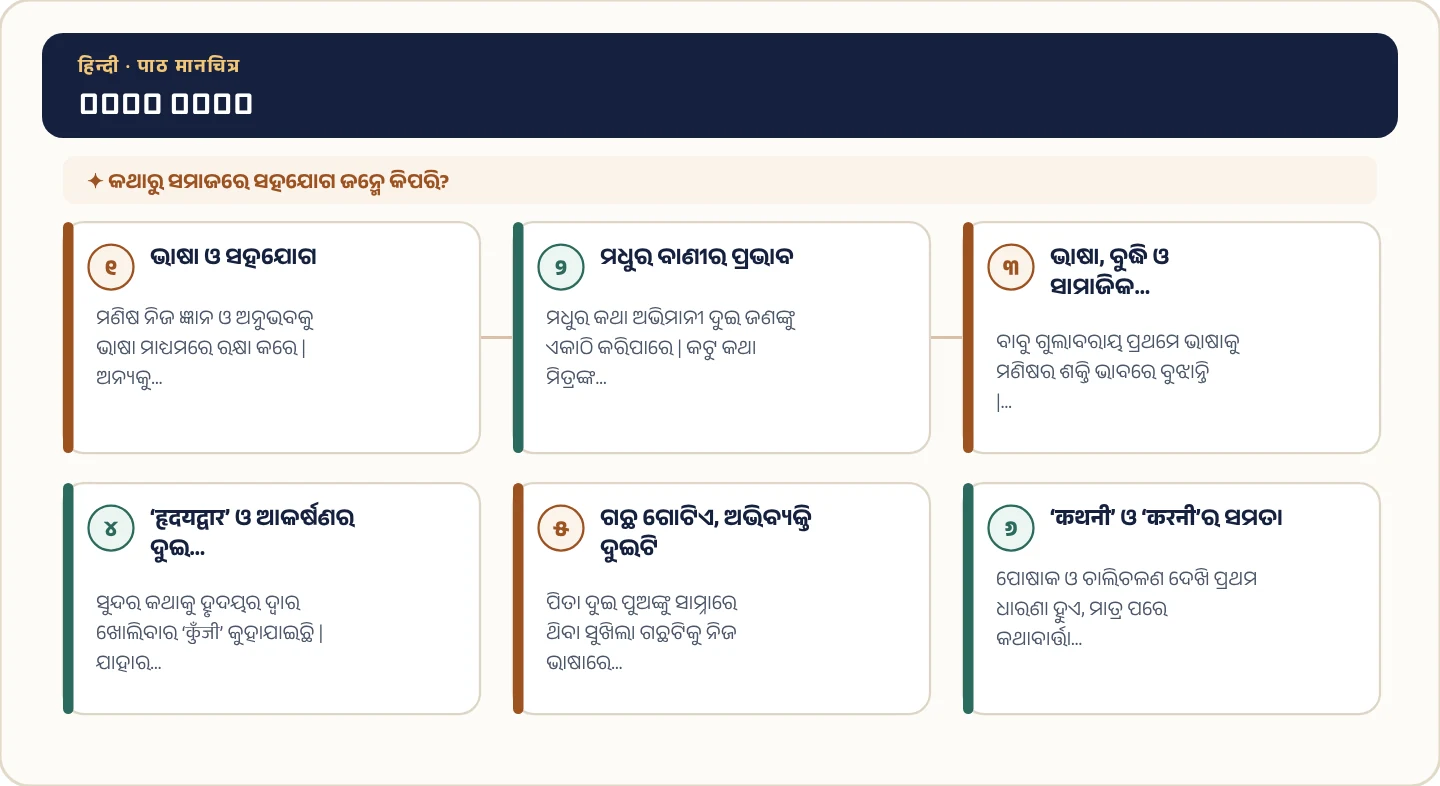 हिन्दी · पाठ मानचित्र
✦ କଥାରୁ ସମାଜରେ ସହଯୋଗ ଜନ୍ମେ କିପରି?
୧ ଭାଷା ଓ ସହଯୋଗ
ମଣିଷ ନିଜ ଜ୍ଞାନ ଓ ଅନୁଭବକୁ
ଭାଷା ମାଧ୍ୟମରେ ରକ୍ଷା କରେ |
ଅନ୍ୟକୁ...
୨ ମଧୁର ବାଣୀର ପ୍ରଭାବ
ମଧୁର କଥା ଅଭିମାନୀ ଦୁଇ ଜଣଙ୍କୁ
ଏକାଠି କରିପାରେ | କଟୁ କଥା
ମିତ୍ରଙ୍କ...
୩ ଭାଷା, ବୁଦ୍ଧି ଓ
ସାମାଜିକ...
ବାବୁ ଗୁଲାବରାୟ ପ୍ରଥମେ ଭାଷାକୁ
ମଣିଷର ଶକ୍ତି ଭାବରେ ବୁଝାନ୍ତି
|...
୪ ‘हृदयद्वार’ ଓ ଆକର୍ଷଣର
ଦୁଇ...
ସୁନ୍ଦର କଥାକୁ ହୃଦୟର ଦ୍ୱାର
ଖୋଲିବାର ‘कुँजी’ କୁହାଯାଇଛି |
ଯାହାର...
୫ ଗଛ ଗୋଟିଏ, ଅଭିବ୍ୟକ୍ତି
ଦୁଇଟି
ପିତା ଦୁଇ ପୁଅଙ୍କୁ ସାମ୍ନାରେ
ଥିବା ସୁଖିଲା ଗଛଟିକୁ ନିଜ
ଭାଷାରେ...
୬ ‘कथनी’ ଓ ‘करनी’ର ସମତା
ପୋଷାକ ଓ ଚାଲିଚଳଣ ଦେଖି ପ୍ରଥମ
ଧାରଣା ହୁଏ, ମାତ୍ର ପରେ
କଥାବାର୍ତ୍ତା...